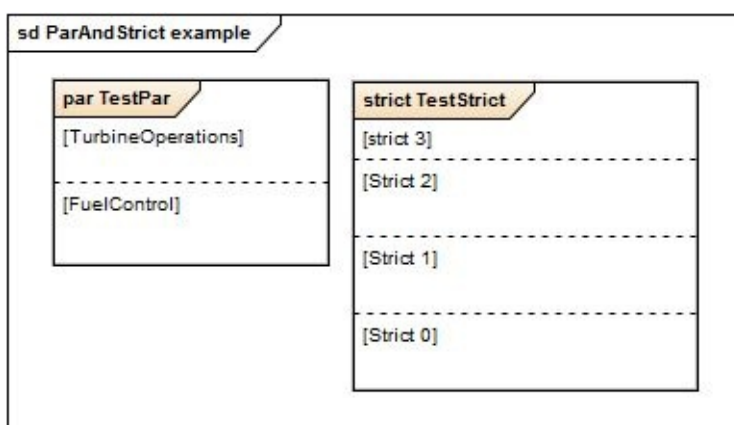 sd ParAndStrict example
par TestPar
[TurbineOperations]
[FuelControl]
strict TestStrict
[strict 3]
[Strict 2]
[Strict 1]
[Strict 0]